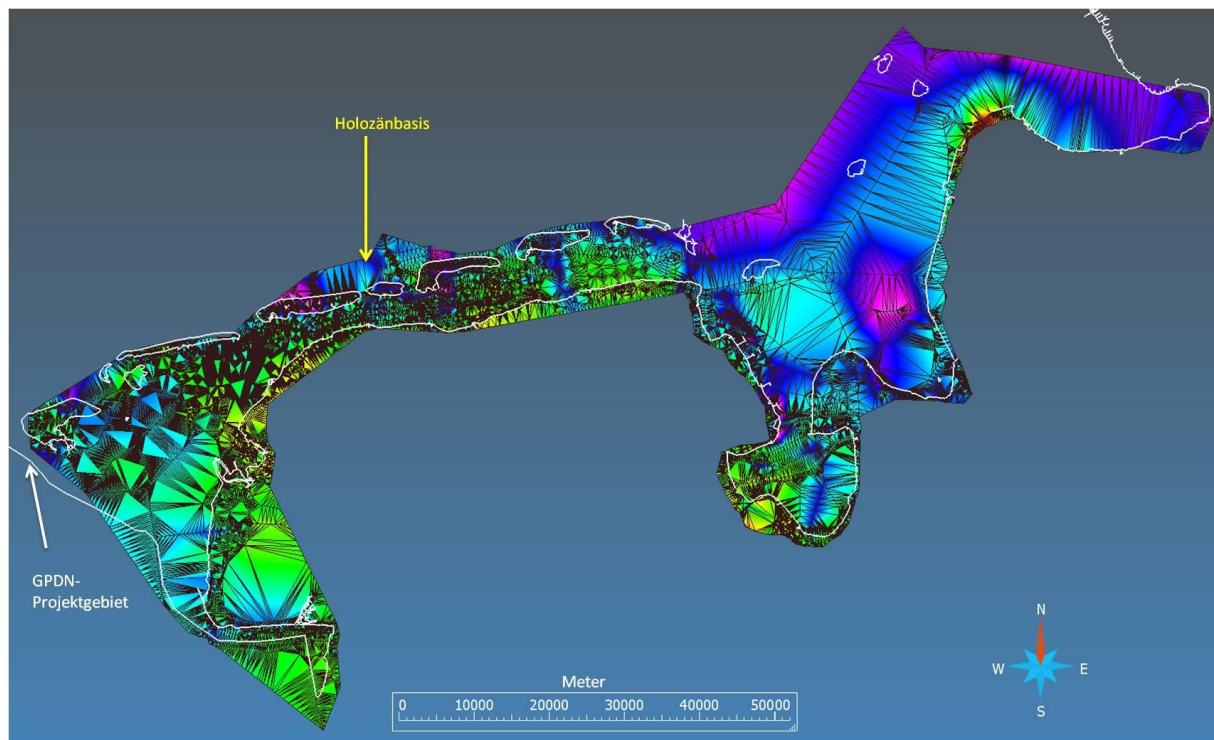 Holozänbasis
GPDN-
Projektgebiet
N
W E
S
Meter
0 10000 20000 30000 40000 50000